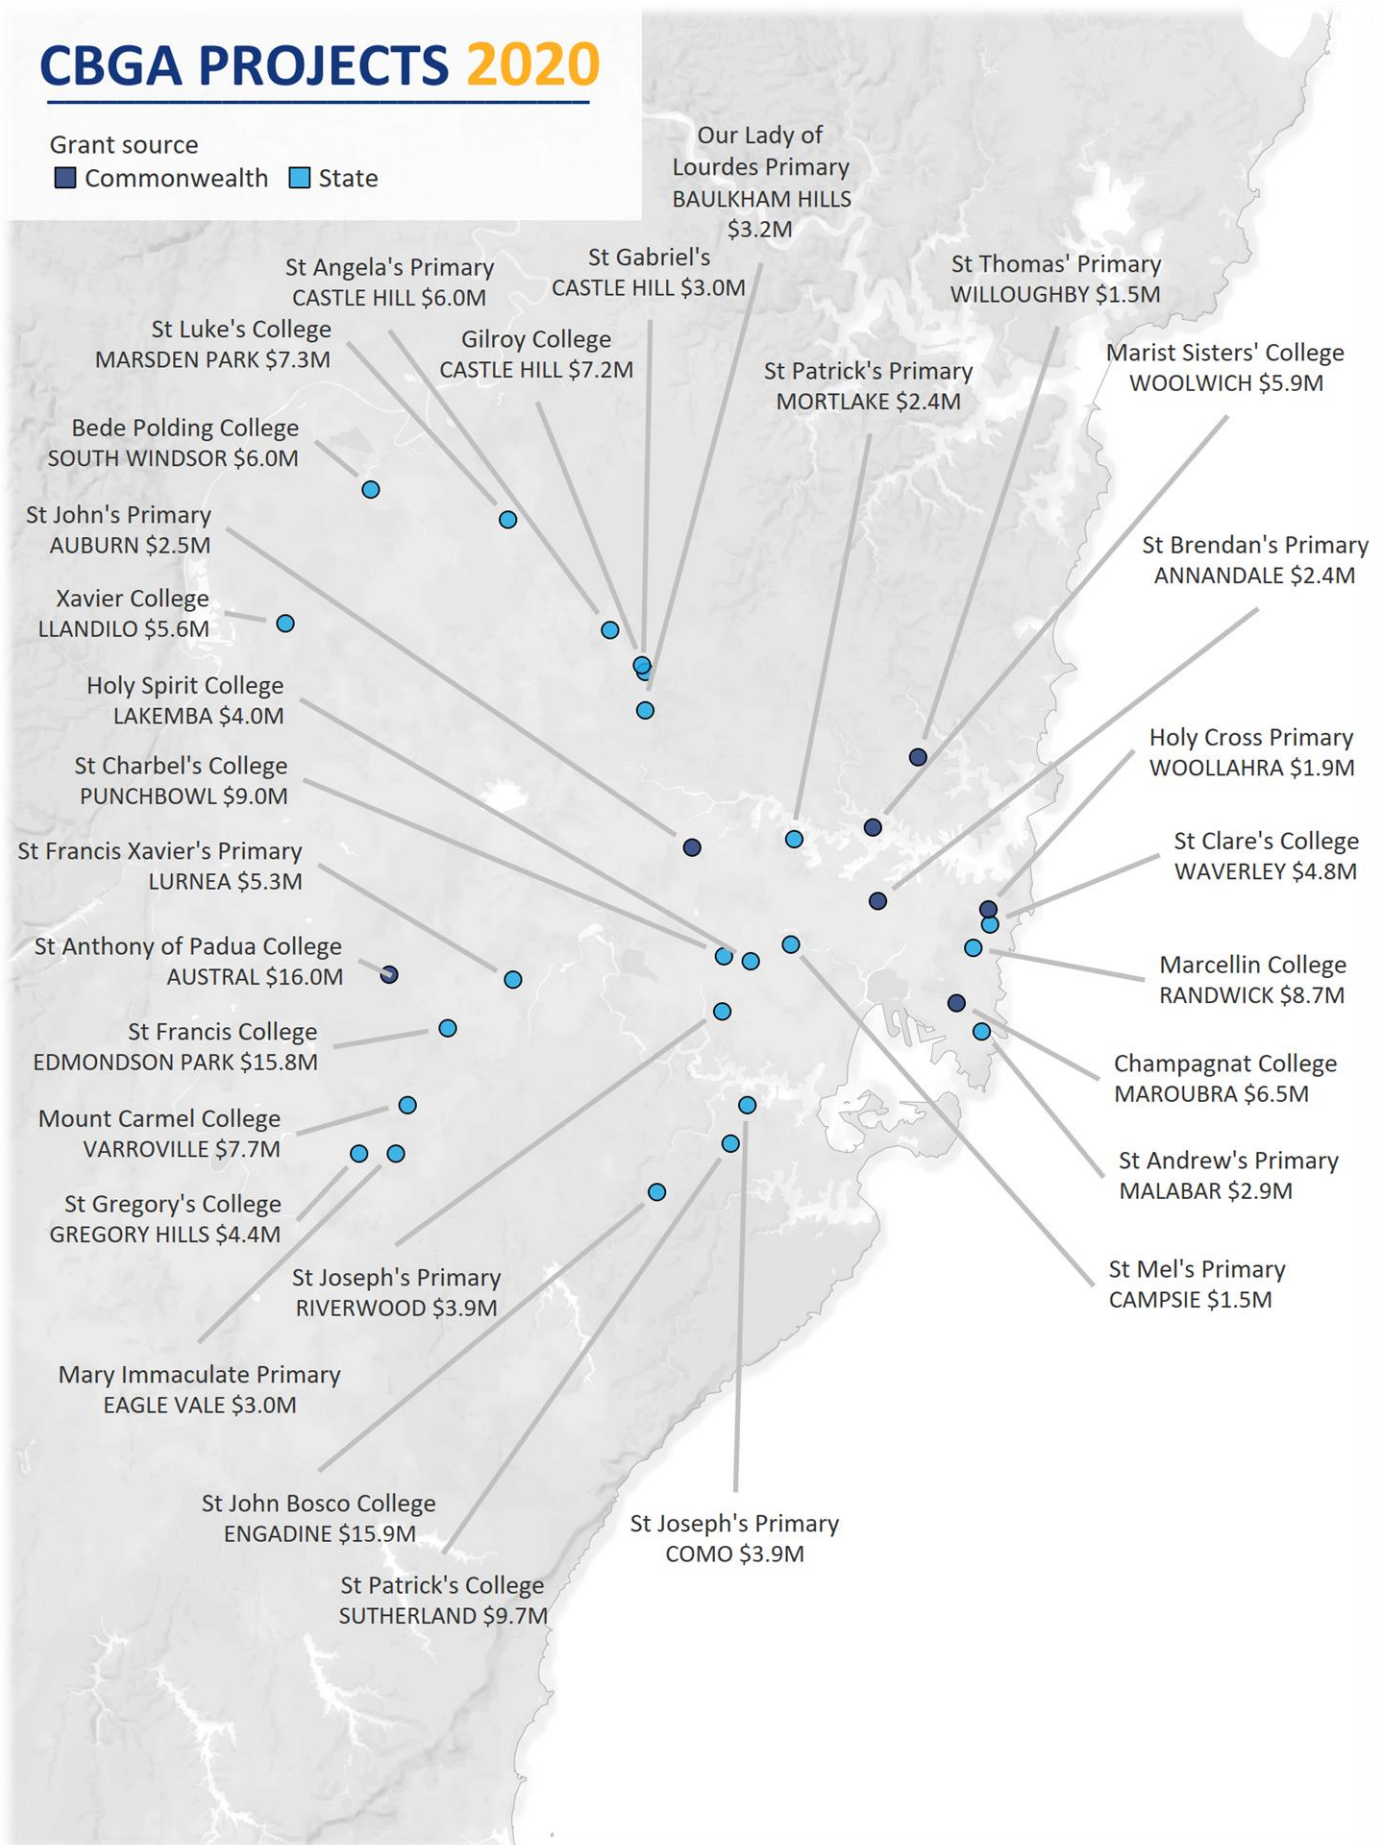 CBGA PROJECTS 2020
Grant source
Commonwealth State
Our Lady of
Lourdes Primary
BAULKHAM HILLS
$3.2M
St Angela's Primary
CASTLE HILL $6.0M
St Gabriel's
CASTLE HILL $3.0M
St Thomas' Primary
WILLOUGHBY $1.5M
St Luke's College
MARSDEN PARK $7.3M
Gilroy College
CASTLE HILL $7.2M
St Patrick's Primary
MORTLAKE $2.4M
Marist Sisters' College
WOOLWICH $5.9M
Bede Polding College
SOUTH WINDSOR $6.0M
St John's Primary
AUBURN $2.5M
St Brendan's Primary
ANNANDALE $2.4M
Xavier College
LLANDILO $5.6M
Holy Spirit College
LAKEMBA $4.0M
Holy Cross Primary
WOOLLAHRA $1.9M
St Charbel's College
PUNCHBOWL $9.0M
St Clare's College
WAVERLEY $4.8M
St Francis Xavier's Primary
LURNEA $5.3M
St Anthony of Padua College
AUSTRAL $16.0M
Marcellin College
RANDWICK $8.7M
St Francis College
EDMONDSON PARK $15.8M
Champagnat College
MAROUBRA $6.5M
Mount Carmel College
VARROVILLE $7.7M
St Andrew's Primary
MALABAR $2.9M
St Gregory's College
GREGORY HILLS $4.4M
St Joseph's Primary
RIVERWOOD $3.9M
St Mel's Primary
CAMPSIE $1.5M
Mary Immaculate Primary
EAGLE VALE $3.0M
St John Bosco College
ENGADINE $15.9M
St Joseph's Primary
COMO $3.9M
St Patrick's College
SUTHERLAND $9.7M